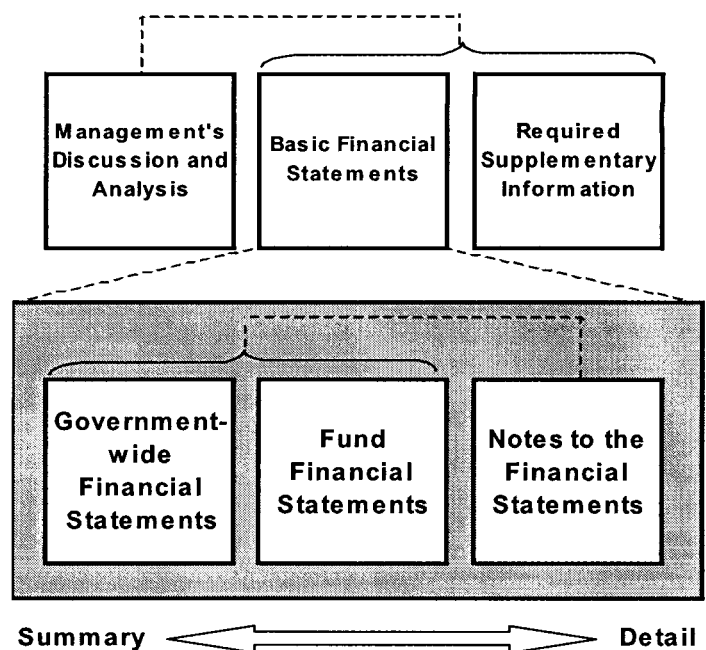 Management's
Discussion and
Analysis
Basic Financial
Statements
Required
Supplementary
Information
Government-
wide
Financial
Statements
Fund
Financial
Statements
Notes to the
Financial
Statements
Summary
Detail